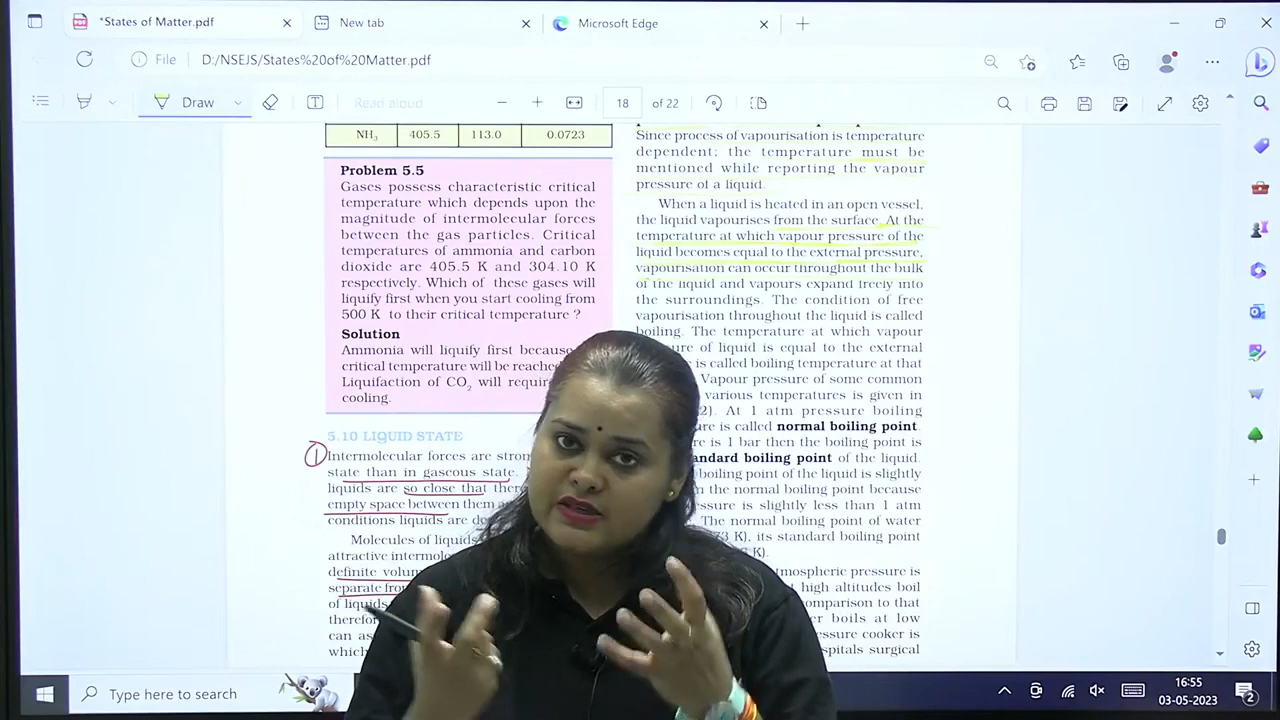 *States of Matter.pdf
New tab
Microsoft Edge
File
D:/NSEJS/States%20of%20Matter.pdf
Draw
Read aloud
18
of 22
NH3 405.5 113.0 0.0723
Problem 5.5
Gases possess characteristic critical
temperature which depends upon the
magnitude of intermolecular forces
between the gas particles. Critical
temperatures of ammonia and carbon
dioxide are 405.5 K and 304.10 K
respectively. Which of these gases will
liquify first when you start cooling from
500 K to their critical temperature ?
Solution
Ammonia will liquify first because
critical temperature will be reached
Liquifaction of CO2 will requir
cooling.
5.10 LIQUID STATE
1
Intermolecular forces are stron
state than in gaseous state.
liquids are so close that ther
empty space between them a
conditions liquids are de
Molecules of liquids
attractive intermole
definite volum
separate from
of liquids
therefor
can as
which
Since process of vapourisation is temperature
dependent; the temperature must be
mentioned while reporting the vapour
pressure of a liquid.
When a liquid is heated in an open vessel,
the liquid vapourises from the surface. At the
temperature at which vapour pressure of the
liquid becomes equal to the external pressure,
vapourisation can occur throughout the bulk
of the liquid and vapours expand freely into
the surroundings. The condition of free
vapourisation throughout the liquid is called
boiling. The temperature at which vapour
ure of liquid is equal to the external
e is called boiling temperature at that
Vapour pressure of some common
various temperatures is given in
2). At 1 atm pressure boiling
re is called normal boiling point.
re is 1 bar then the boiling point is
andard boiling point of the liquid.
boiling point of the liquid is slightly
n the normal boiling point because
essure is slightly less than 1 atm
The normal boiling point of water
73 K), its standard boiling point
K).
tmospheric pressure is
t high altitudes boil
omparison to that
er boils at low
essure cooker is
spitals surgical
Type here to search
16:55
03-05-2023
2